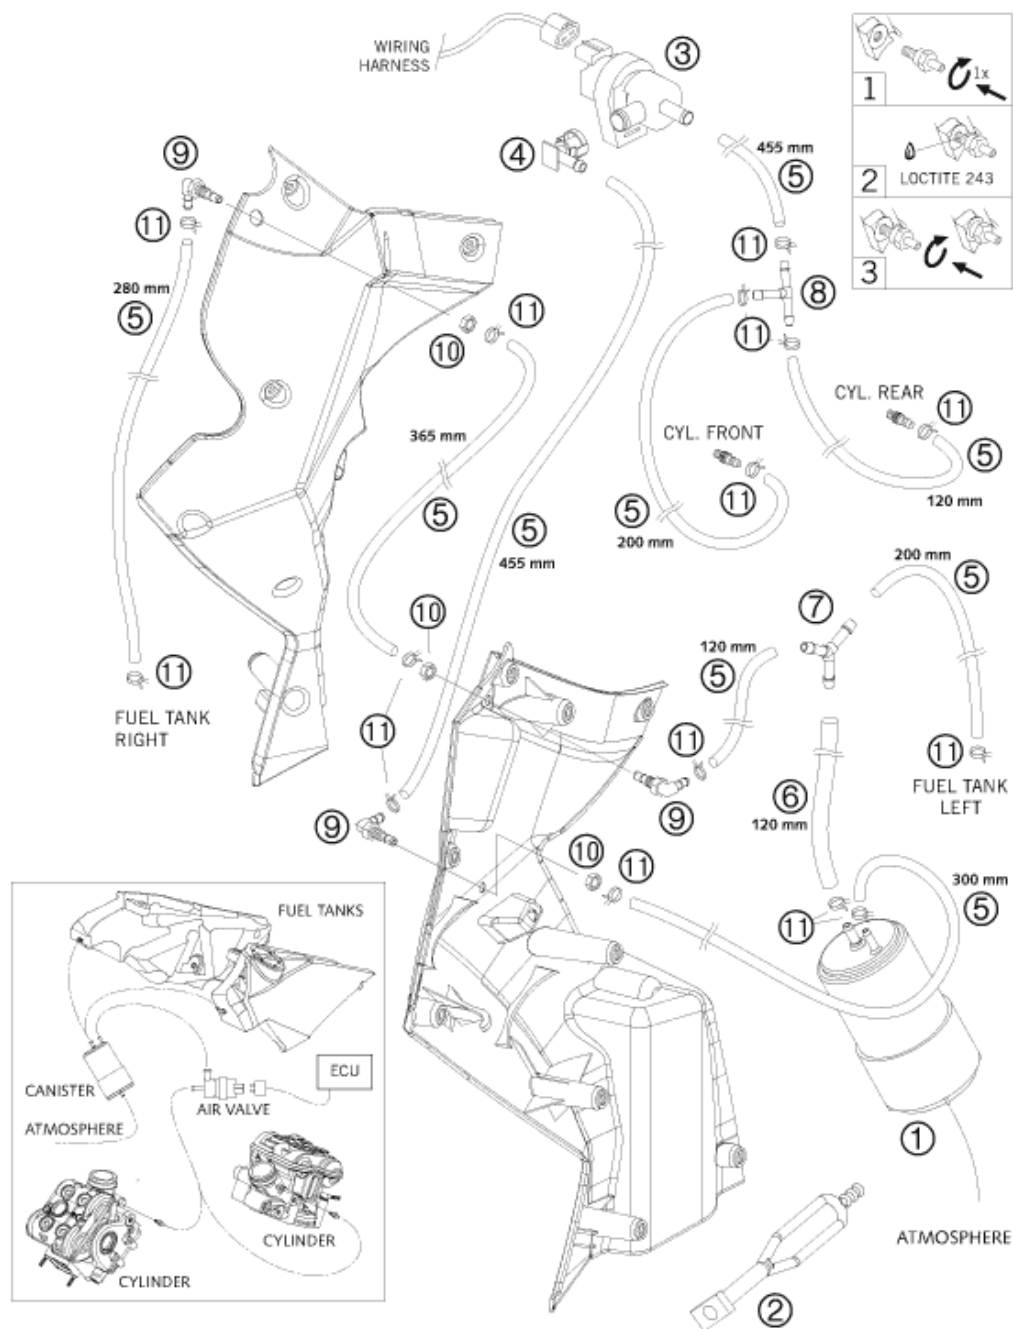 WIRING
HARNESS
3
1
1x
4
455 mm
5
2
LOCTITE 243
9
11
11
3
8
280 mm
5
11
10
11
CYL. REAR
11
365 mm
CYL. FRONT
5
11
120 mm
5
5
455 mm
5
200 mm
200 mm
5
7
10
120 mm
5
11
FUEL TANK
RIGHT
11
11
11
FUEL TANK
LEFT
6
120 mm
9
9
10
11
300 mm
5
11
FUEL TANKS
ECU
CANISTER
AIR VALVE
ATMOSPHERE
1
CYLINDER
CYLINDER
ATMOSPHERE
2